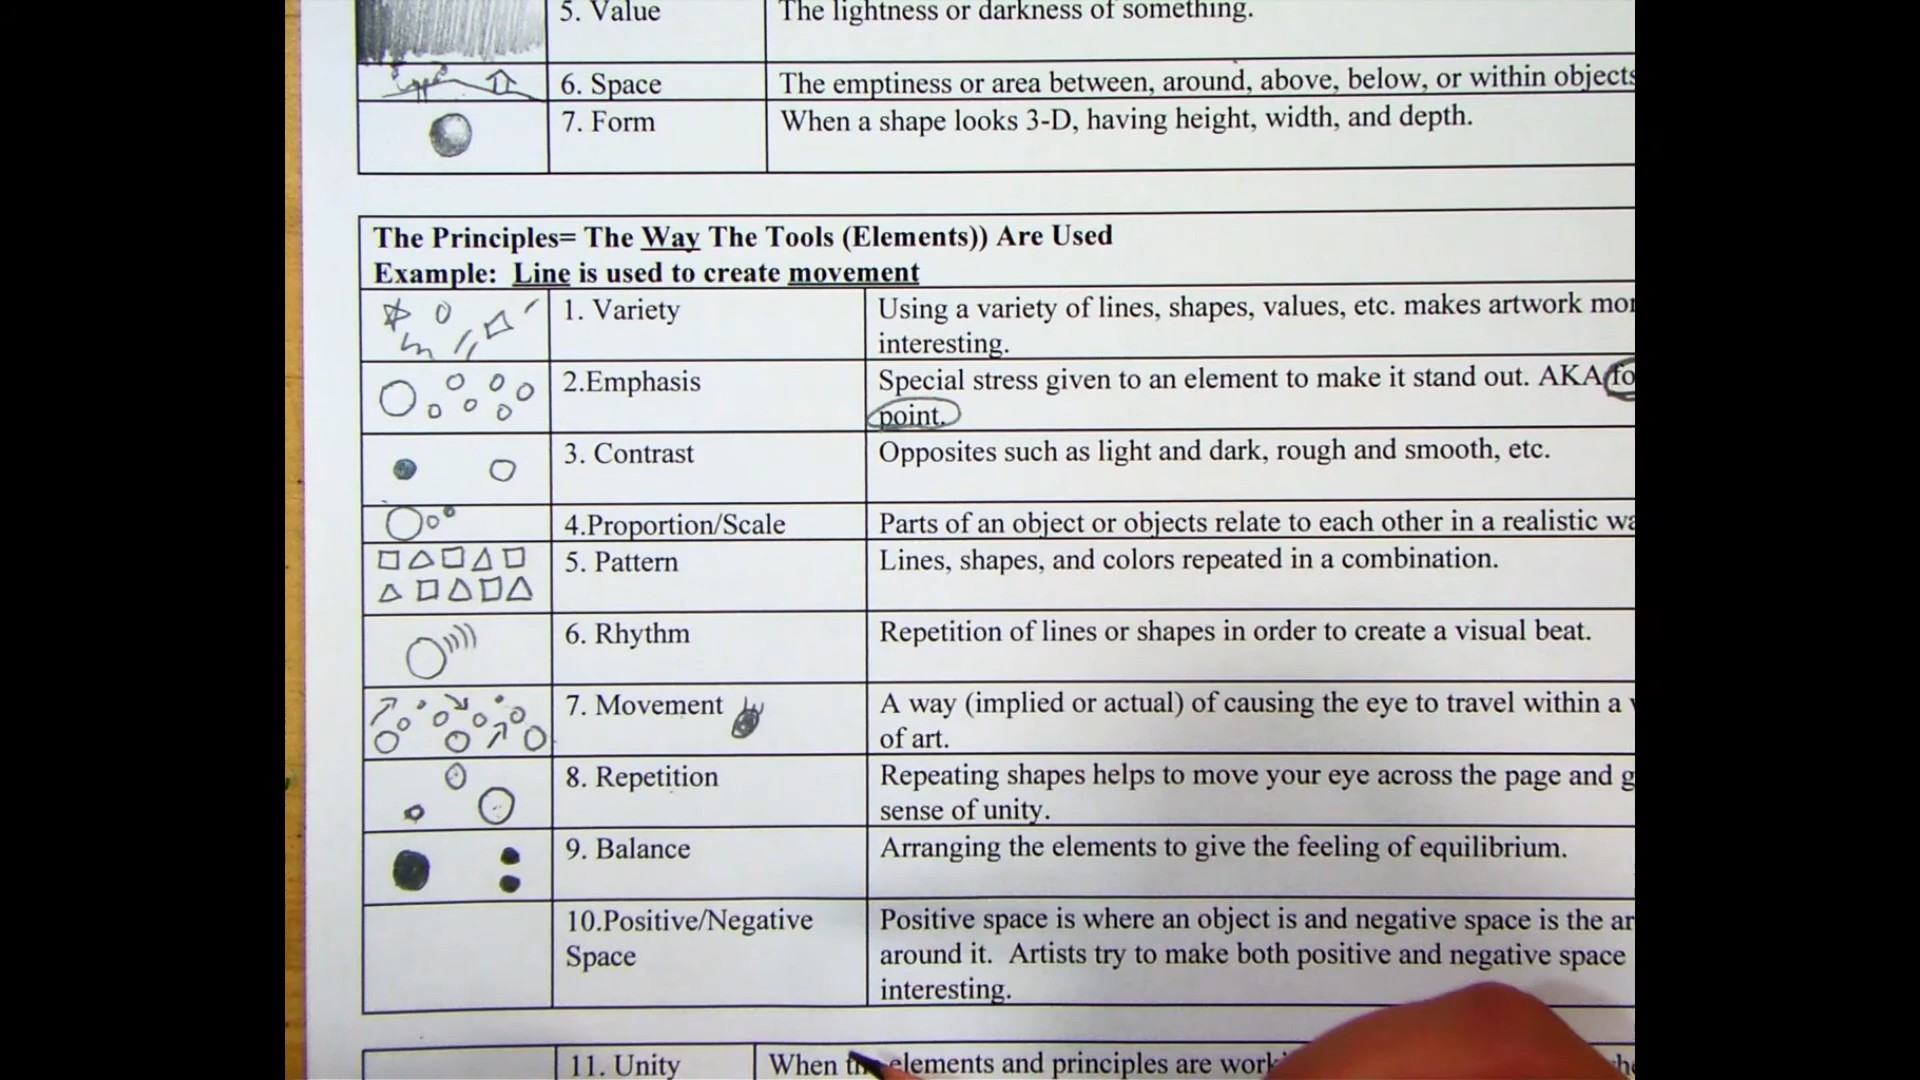 5. Value
The lightness or darkness of something.
6. Space
The emptiness or area between, around, above, below, or within objects
7. Form
When a shape looks 3-D, having height, width, and depth.
The Principles= The Way The Tools (Elements)) Are Used
Example: Line is used to create movement
1. Variety
Using a variety of lines, shapes, values, etc. makes artwork
interesting.
2.Emphasis
Special stress given to an element to make it stand out. AKA
point.
3. Contrast
Opposites such as light and dark, rough and smooth, etc.
4.Proportion/Scale
Parts of an object or objects relate to each other in a realistic
5. Pattern
Lines, shapes, and colors repeated in a combination.
6. Rhythm
Repetition of lines or shapes in order to create a visual beat.
7. Movement
A way (implied or actual) of causing the eye to travel within a
of art.
8. Repetition
Repeating shapes helps to move your eye across the page and
sense of unity.
9. Balance
Arranging the elements to give the feeling of equilibrium.
10.Positive/Negative
Space
Positive space is where an object is and negative space is the
around it. Artists try to make both positive and negative space
interesting.
11. Unity
When elements and principles are